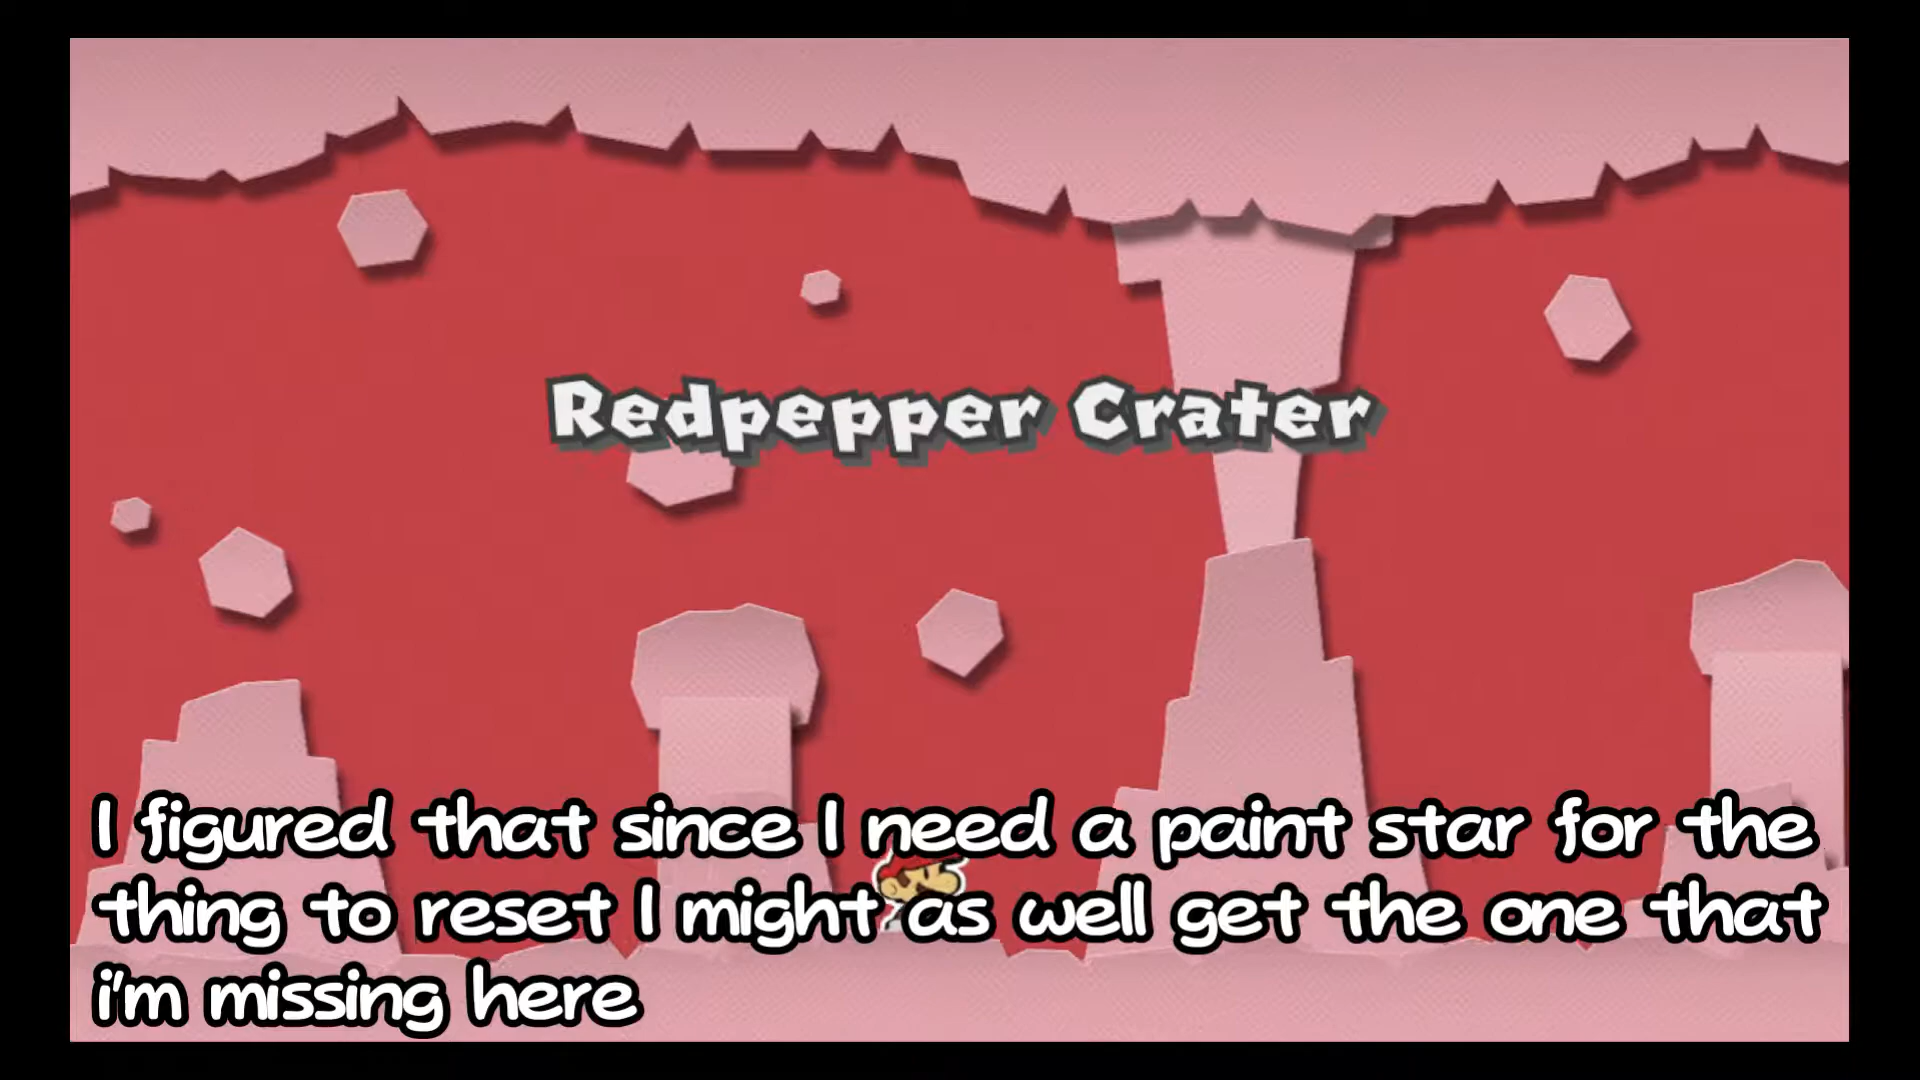 Redpepper Crater
I figured that since I need a paint star for the
thing to reset I might as well get the one that
i'm missing here